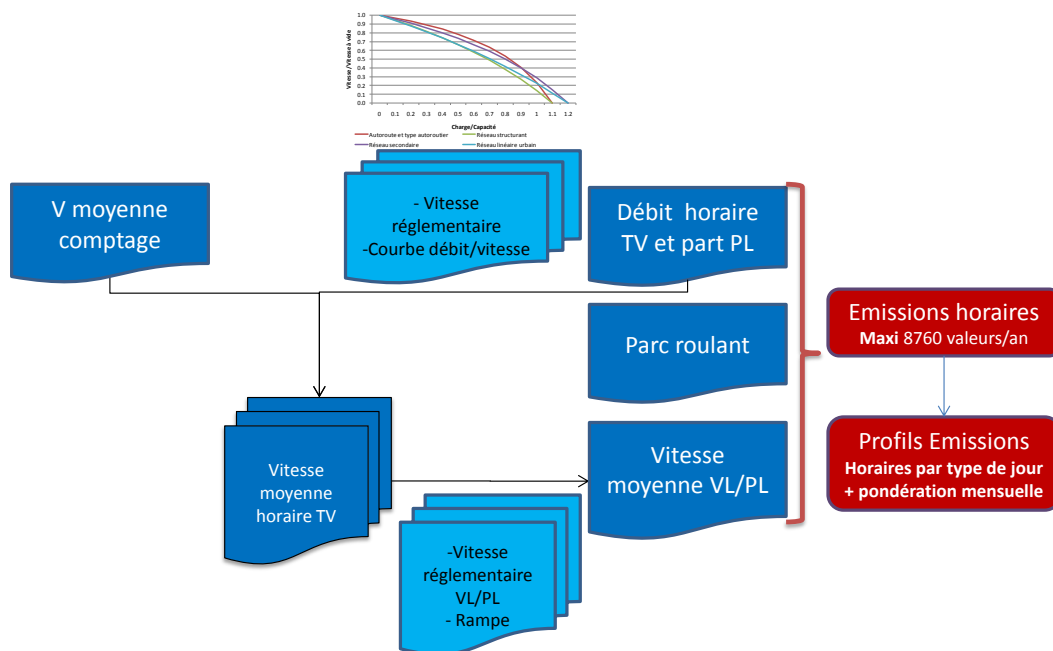 1.0
0.9
0.8
0.7
0.6
0.5
0.4
0.3
0.2
0.1
0.0
Vitesse/Vitesse à vide
0 0.1 0.2 0.3 0.4 0.5 0.6 0.7 0.8 0.9 1 1.1 1.2
Charge/Capacité
Autoroute et type autoroutier
Réseau structurant
Réseau secondaire
Réseau linéaire urbain
V moyenne
comptage
- Vitesse
réglementaire
-Courbe débit/vitesse
Débit horaire
TV et part PL
Parc roulant
Emissions horaires
Maxi 8760 valeurs/an
Vitesse
moyenne
horaire TV
Vitesse
moyenne VL/PL
Profils Emissions
Horaires par type de jour
+ pondération mensuelle
-Vitesse
réglementaire
VL/PL
- Rampe